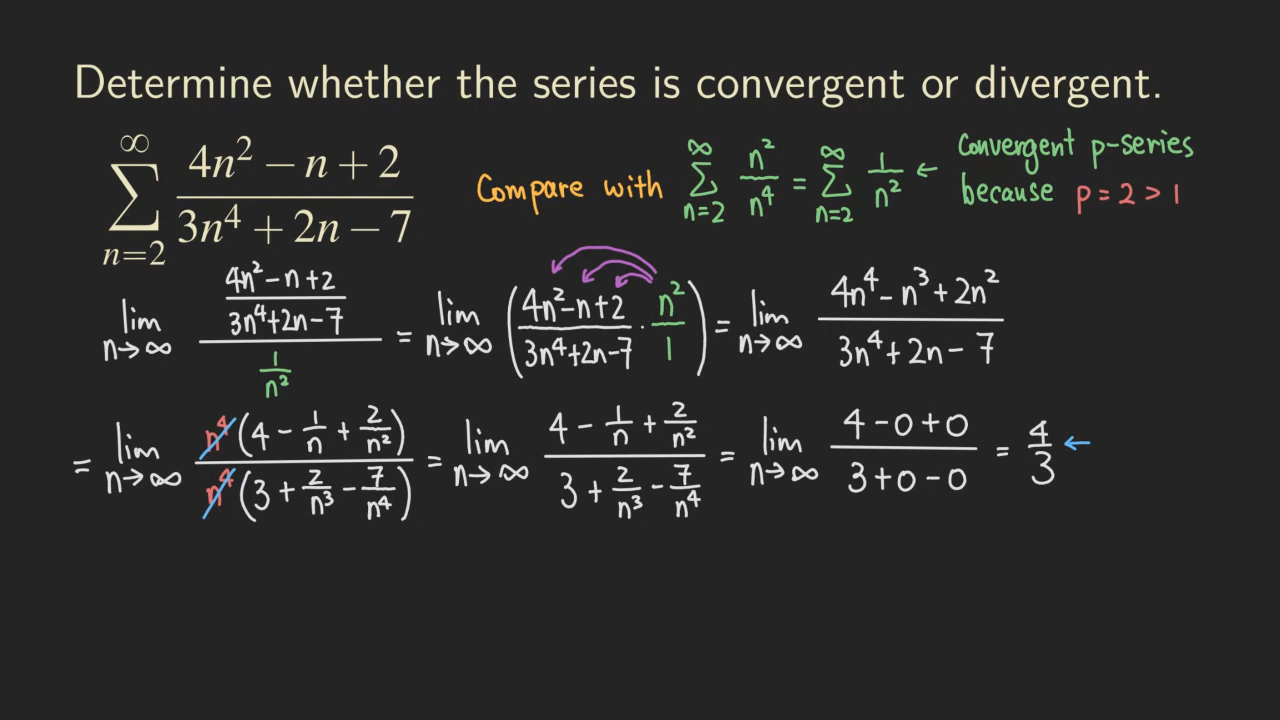 Determine whether the series is convergent or divergent.
∑_{n=2}^{∞} (4n² − n + 2)/(3n⁴ + 2n − 7)
Compare with ∑_{n=2}^{∞} n²/n⁴ = ∑_{n=2}^{∞} 1/n² ← Convergent p-series
because p = 2 > 1
lim_{n→∞} ((4n² − n + 2)/(3n⁴ + 2n − 7))/(1/n²) = lim_{n→∞} ((4n² − n + 2)/(3n⁴ + 2n − 7) · n²/1) = lim_{n→∞} (4n⁴ − n³ + 2n²)/(3n⁴ + 2n − 7)
= lim_{n→∞} (n⁴(4 − 1/n + 2/n²))/(n⁴(3 + 2/n³ − 7/n⁴)) = lim_{n→∞} (4 − 1/n + 2/n²)/(3 + 2/n³ − 7/n⁴) = lim_{n→∞} (4 − 0 + 0)/(3 + 0 − 0) = 4/3 ←